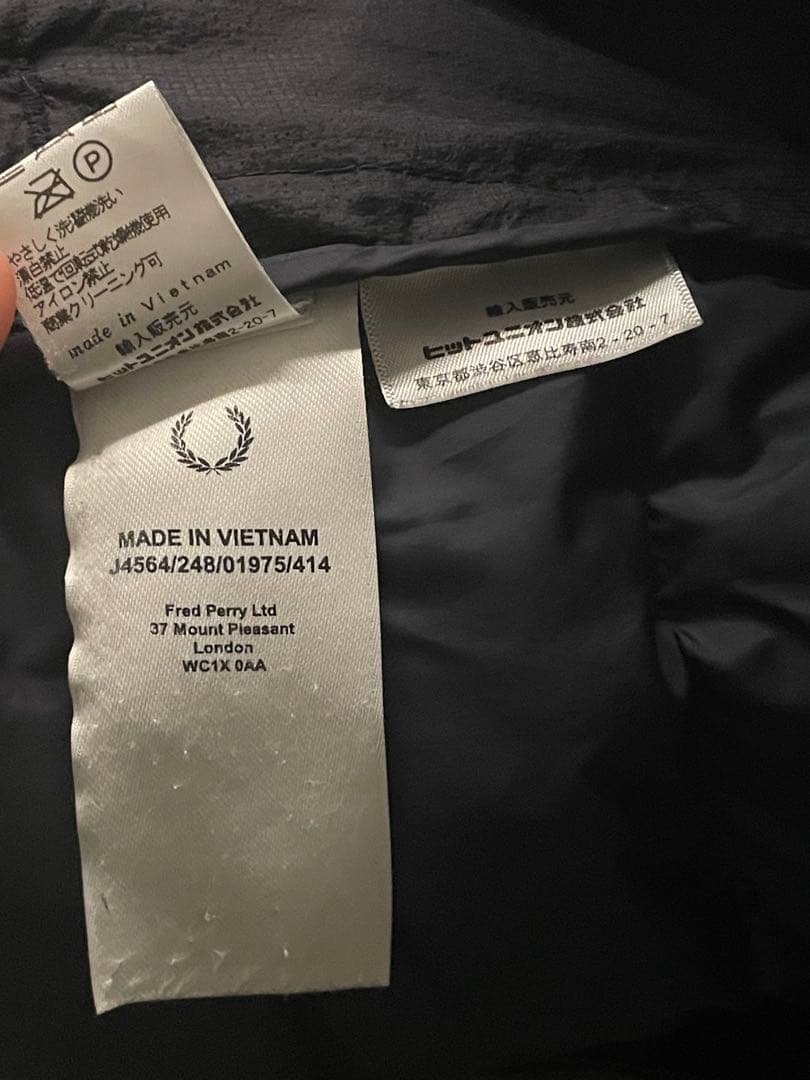 P
やさしく洗濯機洗い
漂白禁止
低温で回転式乾燥機使用
アイロン禁止
商業クリーニング可
made in Vietnam
輸入販売元
ヒットユニオン株式会社
2-20-7
輸入販売元
ヒットユニオン株式会社
東京都渋谷区恵比寿南2-20-7
MADE IN VIETNAM
J4564/248/01975/414
Fred Perry Ltd
37 Mount Pleasant
London
WC1X 0AA